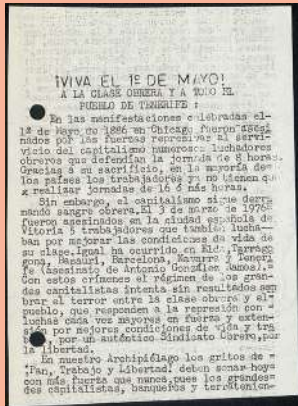 ¡VIVA EL 1º DE MAYO!
A LA CLASE OBRERA Y A TODO EL
PUEBLO DE TENERIFE :
En las manifestaciones celebradas el
1º de Mayo de 1886 en Chicago fueron asesi
nados por las fuerzas represivas al servi-
vicio del capitalismo numerosos luchadores
obreros que defendían la jornada de 8 horas.
Gracias a su sacrificio, en la mayoría de
los países los trabajadores ya no tienen que
realizar jornadas de 16 ó más horas.
Sin embargo, el capitalismo sigue derra
mando sangre obrera. El 3 de marzo de 1976
fueron asesinados en la ciudad española de
Vitoria 5 trabajadores que también lucha-
ban por mejorar las condiciones de vida de
su clase. Igual ha ocurrido en Elda, Tarrago
gona, Basauri, Barcelona, Navarra y Tenerí
fe (asesinato de Antonio González Ramos).
Con estos crímenes el régimen de los gran-
des capitalistas intenta sin resultados sem
brar el terror entre la clase obrera y el
pueblo, que responden a la represión con
luchas cada vez mayores en fuerza y exten-
sión por mejores condiciones de vida y tra
bajo, por un auténtico Sindicato Obrero, por
la libertad.
En nuestro Archipiélago los gritos de
"Pan, Trabajo y Libertad" deben sonar hoy
con más fuerza que nunca, pues los grandes
des capitalistas, banqueros y terratenien-